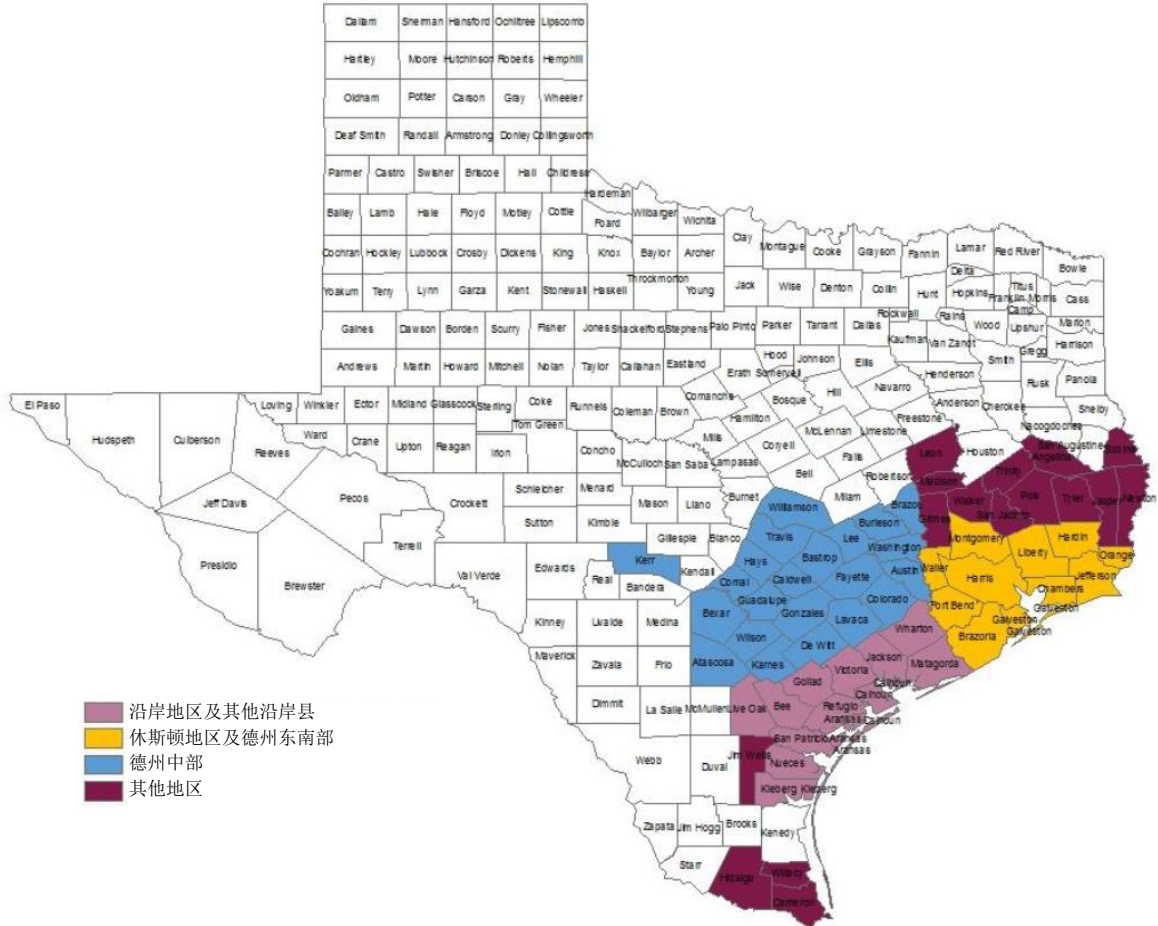 Dallam Sherman Hansford Ochiltree Lipscomb
Hartley Moore Hutchinson Roberts Hemphill
Oldham Potter Carson Gray Wheeler
Deaf Smith Randall Armstrong Donley Collingsworth
Parmer Castro Swisher Briscoe Hall Childress
Hardeman
Bailey Lamb Hale Floyd Motley Cottle Foard Wilbarger Wichita
Clay Montague Cooke Grayson Fannin Lamar Red River Bowie
Cochran Hockley Lubbock Crosby Dickens King Knox Baylor Archer
Delta Titus
Yoakum Terry Lynn Garza Kent Stonewall Haskell Throckmorton Young Jack Wise Denton Collin Hunt Hopkins Franklin Morris Cass
Rockwall Rains Camp
Gaines Dawson Borden Scurry Fisher Jones Shackelford Stephens Palo Pinto Parker Tarrant Dallas Kaufman Van Zandt Wood Upshur Marion
Gregg Harrison
Andrews Martin Howard Mitchell Nolan Taylor Callahan Eastland Erath Hood Somervell Johnson Ellis Henderson Smith Rusk Panola
El Paso Hudspeth Culberson Loving Winkler Ector Midland Glasscock Sterling Coke Runnels Coleman Brown Comanche Bosque Hill Navarro Anderson Cherokee Shelby
Reeves Ward Crane Upton Reagan Irion Tom Green Concho McCulloch San Saba Mills Hamilton Coryell McLennan Limestone Freestone Nacogdoches
Lampasas Bell Falls Robertson Leon Houston Angelina San Augustine Sabine
Jeff Davis Pecos Crockett Schleicher Menard Mason Llano Burnet Williamson Milam Brazos Madison Trinity
Sutton Kimble Gillespie Blanco Travis Burleson Grimes Walker San Jacinto Polk Tyler Jasper Newton
Presidio Brewster Terrell Val Verde Edwards Real Kerr Bandera Kendall Hays Bastrop Lee Washington Montgomery Liberty Hardin Orange
Comal Caldwell Fayette Austin Waller Harris Chambers Jefferson
Kinney Uvalde Medina Bexar Guadalupe Gonzales Lavaca Colorado Fort Bend Galveston
Galveston
Galveston
Maverick Zavala Frio Atascosa Wilson Karnes De Witt Wharton Brazoria
Dimmit La Salle McMullen Live Oak Bee Goliad Victoria Jackson Matagorda
Calhoun
Calhoun
Calhoun
Refugio
Aransas
Aransas
Aransas
San Patricio
Webb Duval Jim Wells Nueces
Kleberg Kleberg
Zapata Jim Hogg Brooks Kenedy
Starr Hidalgo Willacy
Cameron
沿岸地区及其他沿岸县
休斯顿地区及德州东南部
德州中部
其他地区